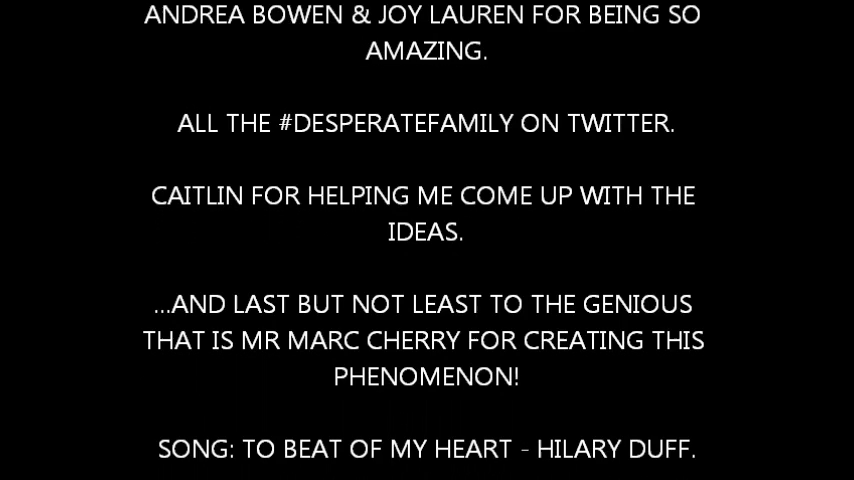 ANDREA BOWEN & JOY LAUREN FOR BEING SO
AMAZING.
ALL THE #DESPERATEFAMILY ON TWITTER.
CAITLIN FOR HELPING ME COME UP WITH THE
IDEAS.
...AND LAST BUT NOT LEAST TO THE GENIOUS
THAT IS MR MARC CHERRY FOR CREATING THIS
PHENOMENON!
SONG: TO BEAT OF MY HEART - HILARY DUFF.